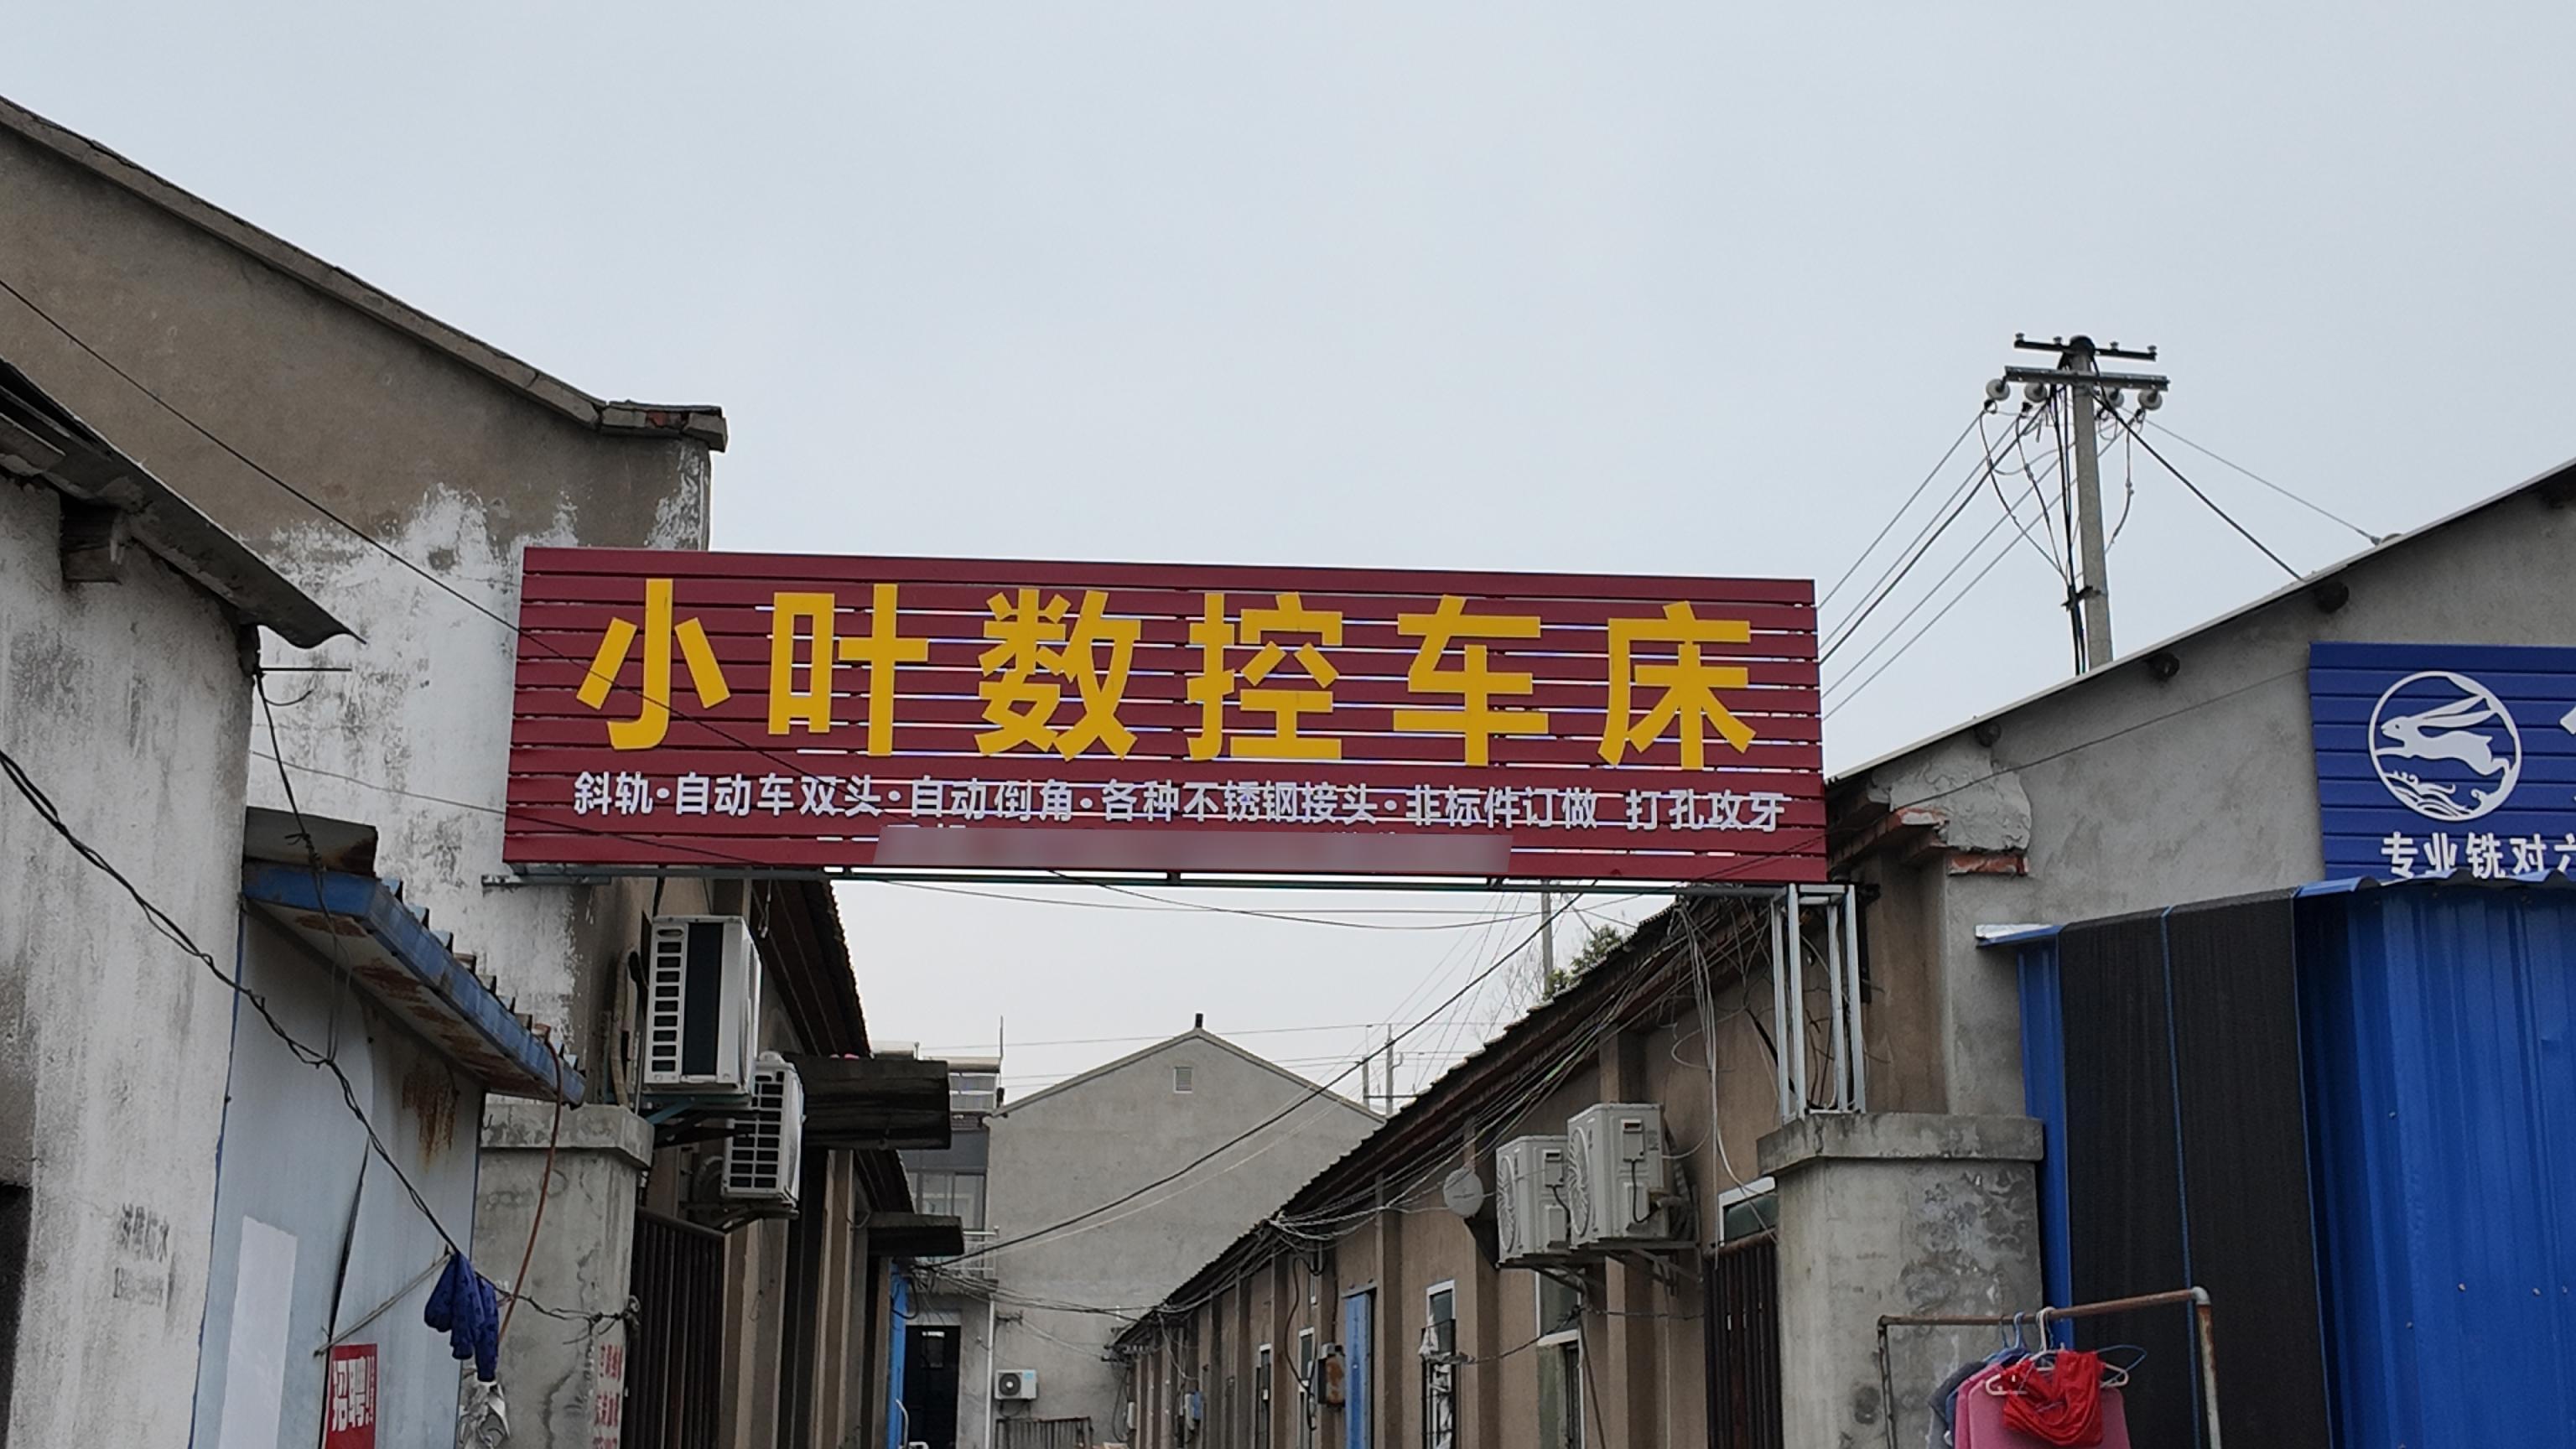 小叶数控车床
斜轨·自动车双头·自动倒角·各种不锈钢接头·非标件订做 打孔攻牙
专业铣对
招聘